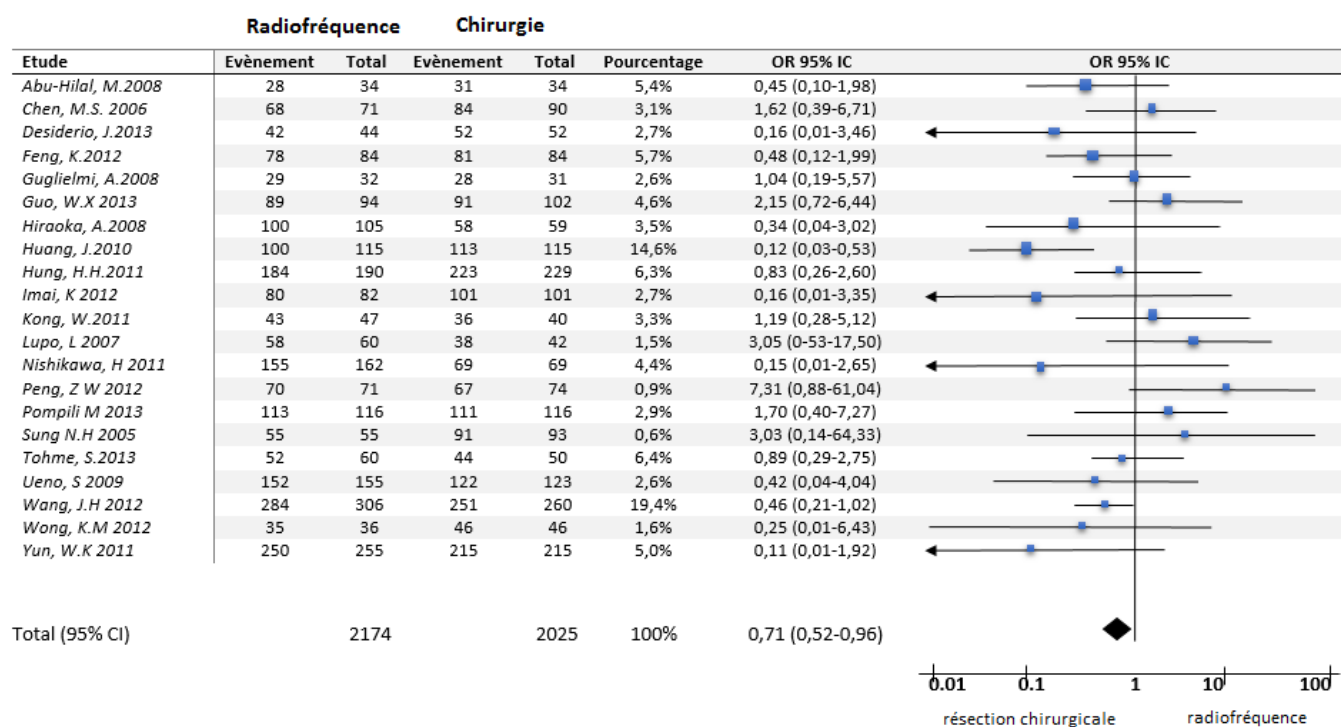 Radiofréquence Chirurgie
Etude Evènement Total Evènement Total Pourcentage OR 95% IC OR 95% IC
Abu-Hilal, M.2008 28 34 31 34 5,4% 0,45 (0,10-1,98)
Chen, M.S. 2006 68 71 84 90 3,1% 1,62 (0,39-6,71)
Desiderio, J.2013 42 44 52 52 2,7% 0,16 (0,01-3,46)
Feng, K.2012 78 84 81 84 5,7% 0,48 (0,12-1,99)
Guglielmi, A.2008 29 32 28 31 2,6% 1,04 (0,19-5,57)
Guo, W.X 2013 89 94 91 102 4,6% 2,15 (0,72-6,44)
Hiraoka, A.2008 100 105 58 59 3,5% 0,34 (0,04-3,02)
Huang, J.2010 100 115 113 115 14,6% 0,12 (0,03-0,53)
Hung, H.H.2011 184 190 223 229 6,3% 0,83 (0,26-2,60)
Imai, K 2012 80 82 101 101 2,7% 0,16 (0,01-3,35)
Kong, W.2011 43 47 36 40 3,3% 1,19 (0,28-5,12)
Lupo, L 2007 58 60 38 42 1,5% 3,05 (0-53-17,50)
Nishikawa, H 2011 155 162 69 69 4,4% 0,15 (0,01-2,65)
Peng, Z W 2012 70 71 67 74 0,9% 7,31 (0,88-61,04)
Pompili M 2013 113 116 111 116 2,9% 1,70 (0,40-7,27)
Sung N.H 2005 55 55 91 93 0,6% 3,03 (0,14-64,33)
Tohme, S.2013 52 60 44 50 6,4% 0,89 (0,29-2,75)
Ueno, S 2009 152 155 122 123 2,6% 0,42 (0,04-4,04)
Wang, J.H 2012 284 306 251 260 19,4% 0,46 (0,21-1,02)
Wong, K.M 2012 35 36 46 46 1,6% 0,25 (0,01-6,43)
Yun, W.K 2011 250 255 215 215 5,0% 0,11 (0,01-1,92)
Total (95% CI) 2174 2025 100% 0,71 (0,52-0,96)
0.01 0.1 1 10 100
résection chirurgicale radiofréquence